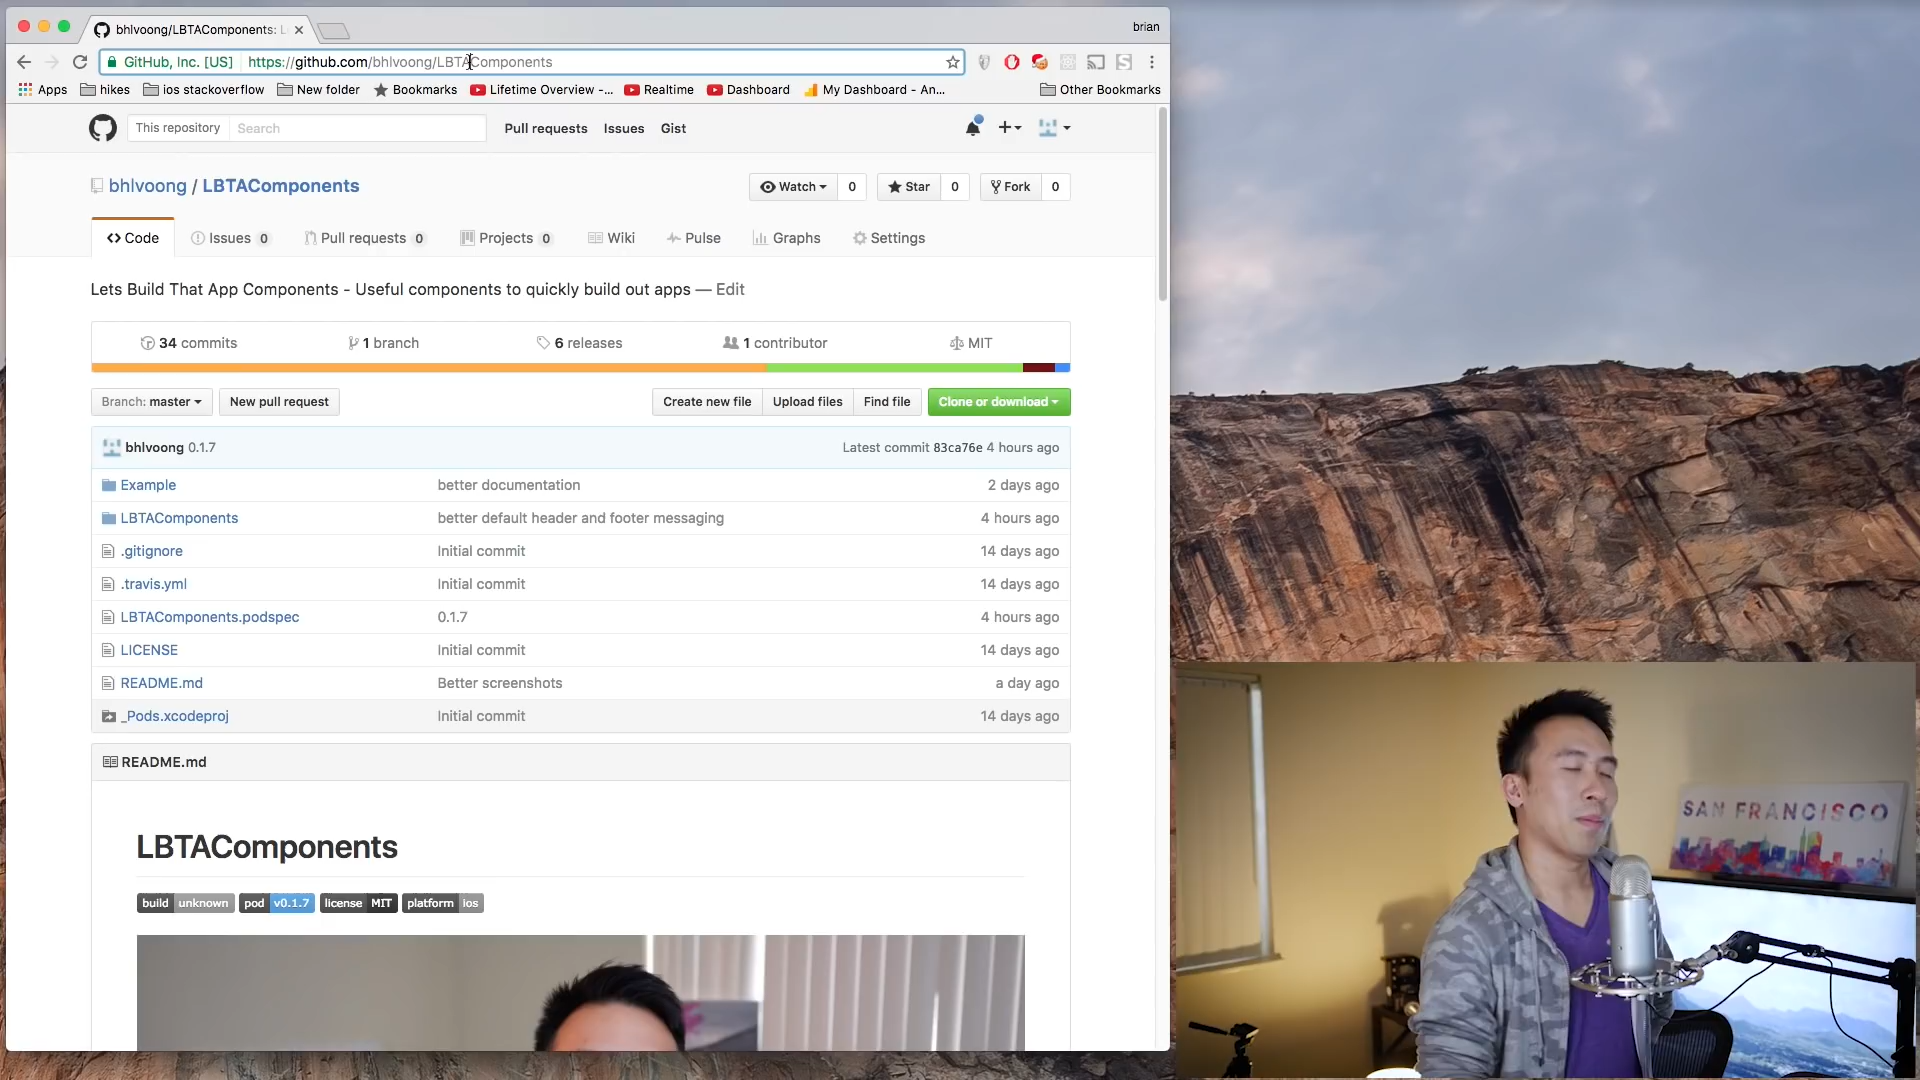 bhlvoong/LBTAComponents: L
brian
GitHub, Inc. [US] https://github.com/bhlvoong/LBTAComponents
Apps hikes ios stackoverflow New folder Bookmarks Lifetime Overview -... Realtime Dashboard My Dashboard - An... Other Bookmarks
This repository Search Pull requests Issues Gist
bhlvoong / LBTAComponents
Watch 0 Star 0 Fork 0
Code Issues 0 Pull requests 0 Projects 0 Wiki Pulse Graphs Settings
Lets Build That App Components - Useful components to quickly build out apps — Edit
34 commits 1 branch 6 releases 1 contributor MIT
Branch: master New pull request Create new file Upload files Find file Clone or download
bhlvoong 0.1.7 Latest commit 83ca76e 4 hours ago
Example better documentation 2 days ago
LBTAComponents better default header and footer messaging 4 hours ago
.gitignore Initial commit 14 days ago
.travis.yml Initial commit 14 days ago
LBTAComponents.podspec 0.1.7 4 hours ago
LICENSE Initial commit 14 days ago
README.md Better screenshots a day ago
_Pods.xcodeproj Initial commit 14 days ago
README.md
LBTAComponents
build unknown pod v0.1.7 license MIT platform ios
SAN FRANCISCO